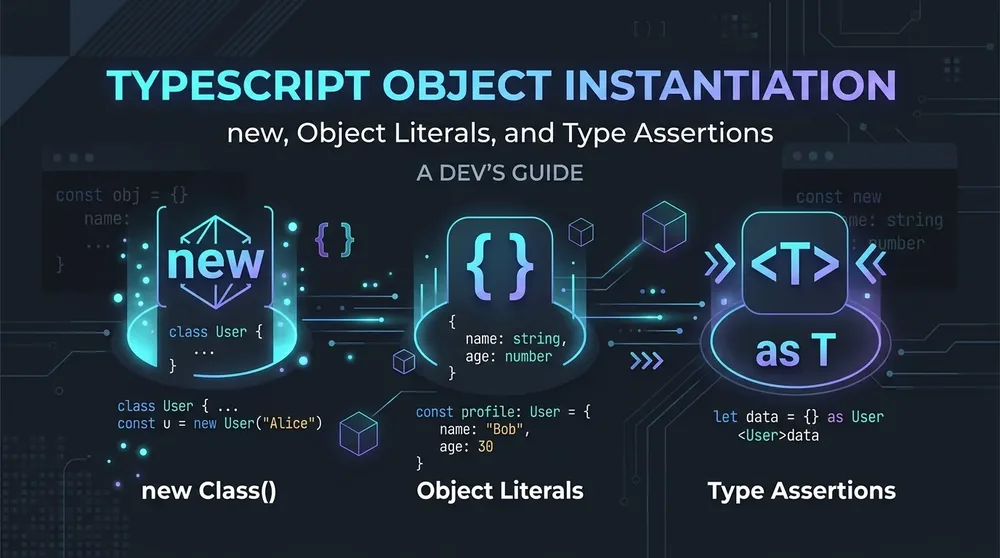 TYPESCRIPT OBJECT INSTANTIATION
new, Object Literals, and Type Assertions
A DEV'S GUIDE
const obj = {}
name:
...
}
new
class User {
...
}
class User { ...
const u = new User("Alice")
new Class()
{ }
{ }
{
name: string,
age: number
}
const profile: User = {
name: "Bob",
age: 30
}
Object Literals
const new
name: string
number
<T>
as T
let data = {} as User
<User>data
Type Assertions